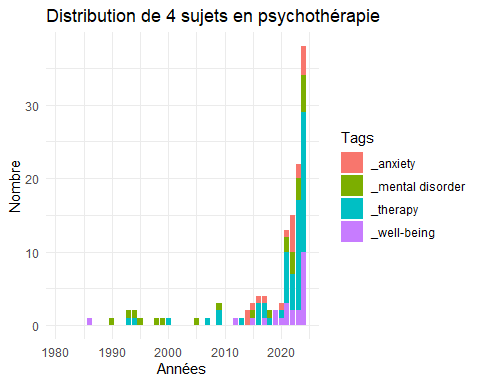 Distribution de 4 sujets en psychothérapie
Nombre
30
20
10
0
1980 1990 2000 2010 2020
Années
Tags
_anxiety
_mental disorder
_therapy
_well-being